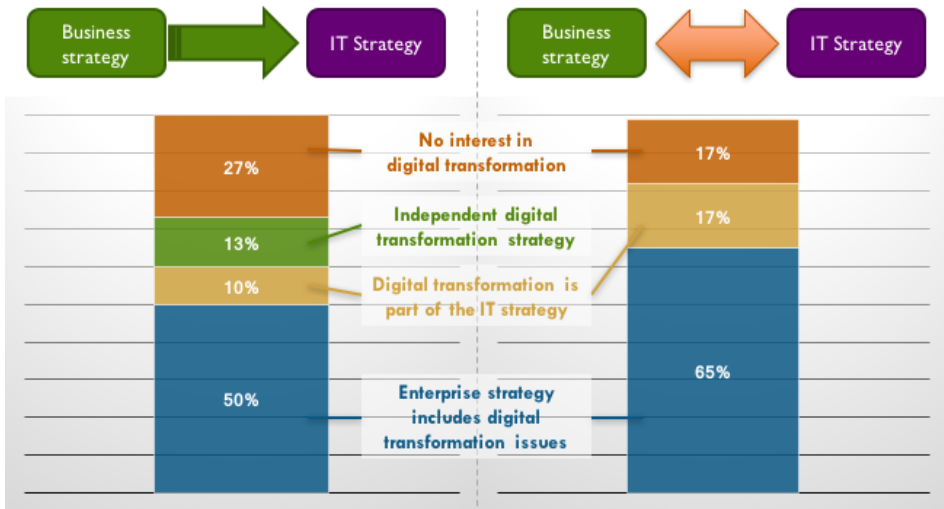 Business
strategy
IT Strategy
Business
strategy
IT Strategy
No interest in
digital transformation
27%
17%
Independent digital
transformation strategy
13%
17%
Digital transformation is
part of the IT strategy
10%
Enterprise strategy
includes digital
transformation issues
50%
65%